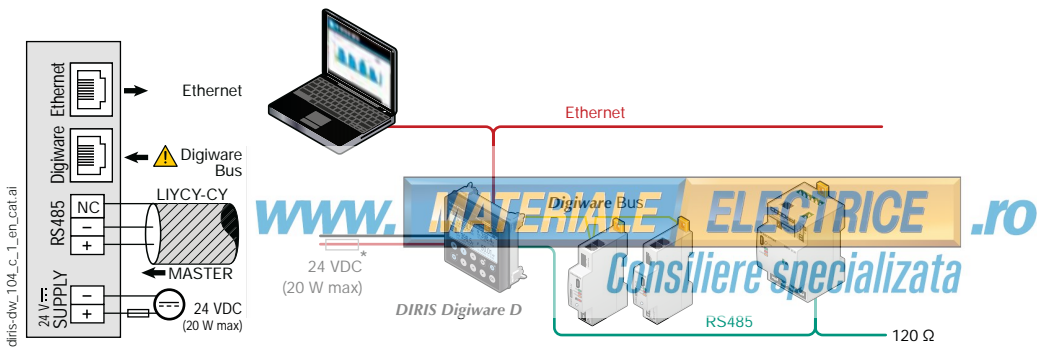 diris-dw_104_c_1_en_cat.ai
Ethernet
Ethernet
Digiware
Digiware
Bus
LIYCY-CY
RS485
NC
–
+
MASTER
24 V
SUPPLY
–
+
24 VDC
(20 W max)
Ethernet
Digiware Bus
24 VDC
*
(20 W max)
DIRIS Digiware D
RS485
120 Ω
www. MATERIALE ELECTRICE .ro
Consiliere specializata